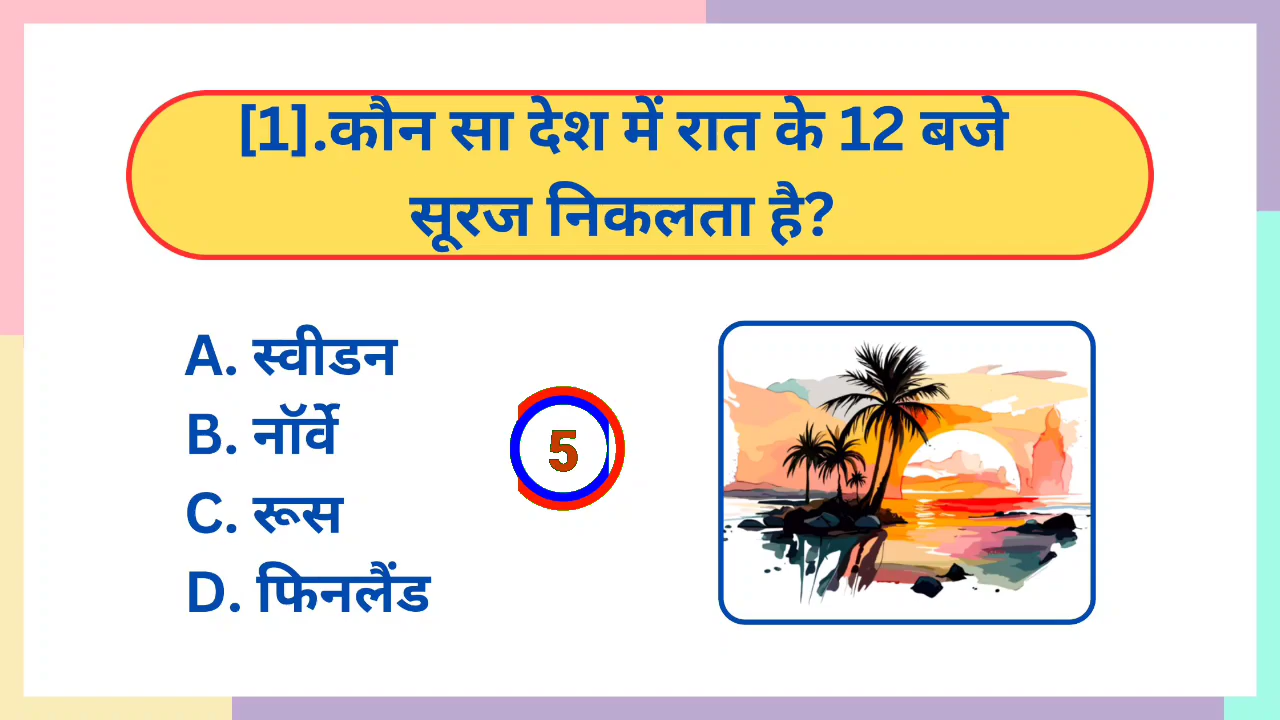 [1].कौन सा देश में रात के 12 बजे
सूरज निकलता है?
A. स्वीडन
B. नॉर्वे
C. रूस
D. फिनलैंड
5